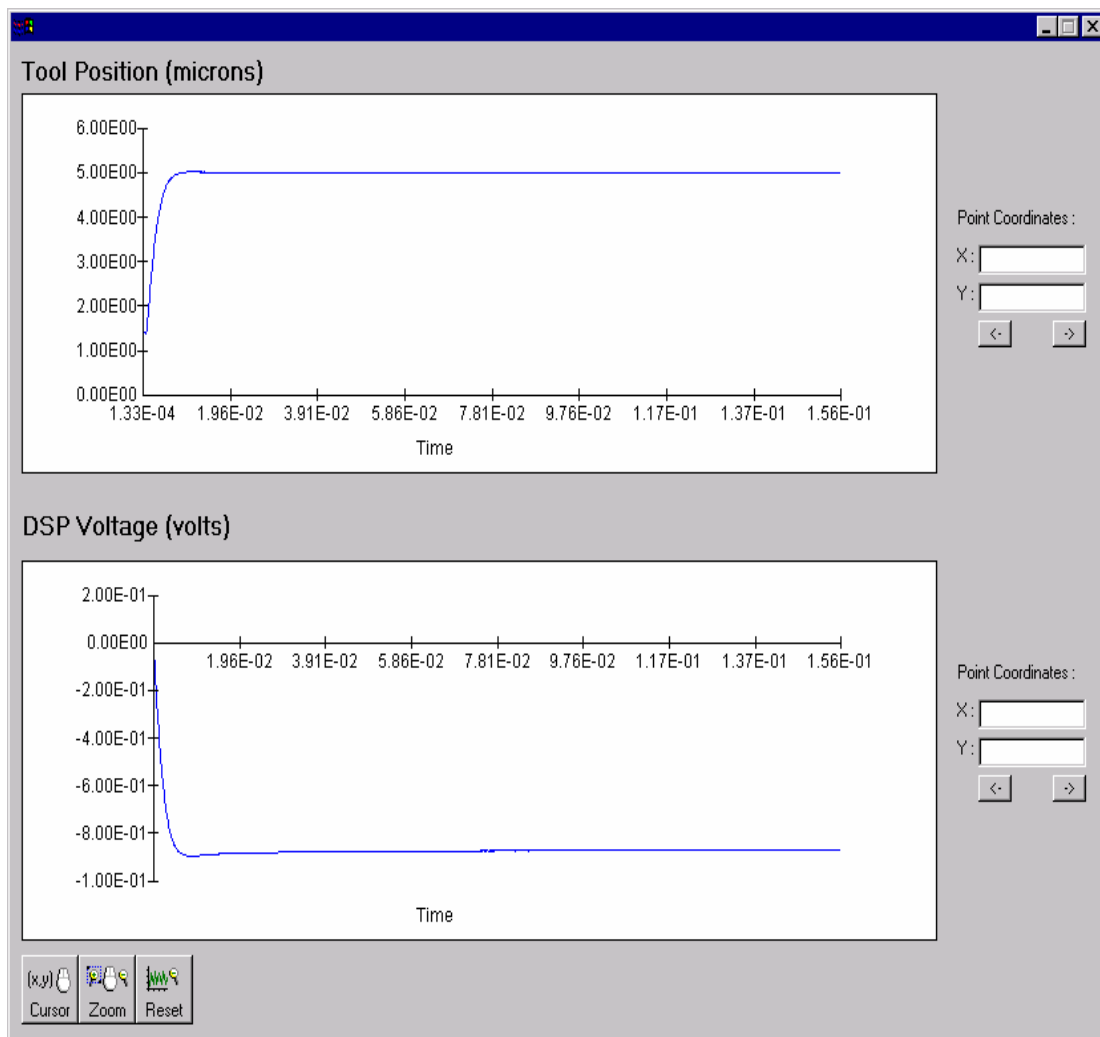 Tool Position (microns)
6.00E00
5.00E00
4.00E00
3.00E00
2.00E00
1.00E00
0.00E00
1.33E-04 1.96E-02 3.91E-02 5.86E-02 7.81E-02 9.76E-02 1.17E-01 1.37E-01 1.56E-01
Time
Point Coordinates :
X :
Y :
<- ->
DSP Voltage (volts)
2.00E-01
0.00E00
1.96E-02 3.91E-02 5.86E-02 7.81E-02 9.76E-02 1.17E-01 1.37E-01 1.56E-01
-2.00E-01
-4.00E-01
-6.00E-01
-8.00E-01
-1.00E-01
Time
Point Coordinates :
X :
Y :
<- ->
(x,y)
Cursor Zoom Reset